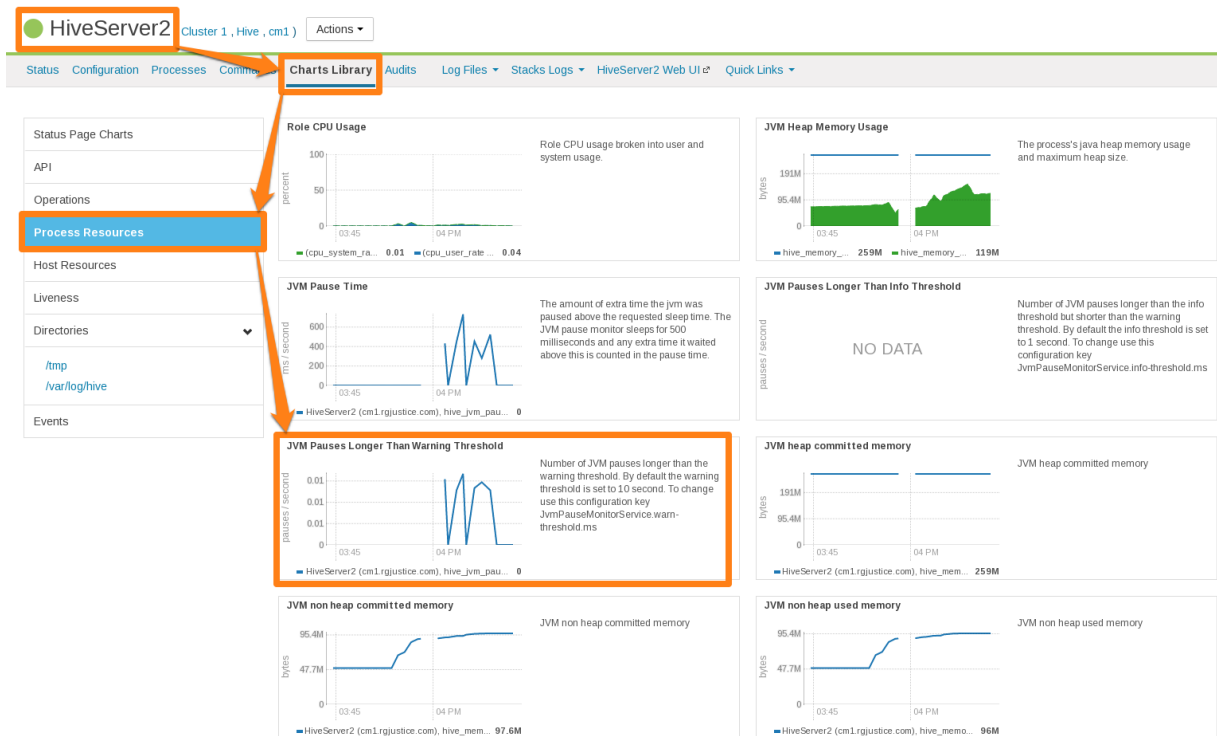 HiveServer2 ( Cluster 1 , Hive , cm1 ) Actions
Status Configuration Processes Charts Library Audits Log Files Stacks Logs HiveServer2 Web UI Quick Links
Status Page Charts
API
Operations
Process Resources
Host Resources
Liveness
Directories
/tmp
/var/log/hive
Events
Role CPU Usage
percent
100
50
0
03:45
04 PM
(cpu_system_ra... 0.01 (cpu_user_rate ... 0.04
Role CPU usage broken into user and
system usage.
JVM Heap Memory Usage
bytes
191M
95.4M
0
03:45
04 PM
hive_memory_... 259M hive_memory_... 119M
The process's java heap memory usage
and maximum heap size.
JVM Pause Time
ms / second
600
400
200
0
03:45
04 PM
HiveServer2 (cm1.rgjustice.com), hive_jvm_pau... 0
The amount of extra time the jvm was
paused above the requested sleep time. The
JVM pause monitor sleeps for 500
milliseconds and any extra time it waited
above this is counted in the pause time.
JVM Pauses Longer Than Info Threshold
pauses / second
NO DATA
Number of JVM pauses longer than the info
threshold but shorter than the warning
threshold. By default the info threshold is set
to 1 second. To change use this
configuration key
JvmPauseMonitorService.info-threshold.ms
JVM Pauses Longer Than Warning Threshold
pauses / second
0.01
0.01
0.01
0
03:45
04 PM
HiveServer2 (cm1.rgjustice.com), hive_jvm_pau... 0
Number of JVM pauses longer than the
warning threshold. By default the warning
threshold is set to 10 second. To change
use this configuration key
JvmPauseMonitorService.warn-
threshold.ms
JVM heap committed memory
bytes
191M
95.4M
0
03:45
04 PM
HiveServer2 (cm1.rgjustice.com), hive_mem... 259M
JVM heap committed memory
JVM non heap committed memory
bytes
95.4M
47.7M
0
03:45
04 PM
HiveServer2 (cm1.rgjustice.com), hive_mem... 97.6M
JVM non heap committed memory
JVM non heap used memory
bytes
95.4M
47.7M
0
03:45
04 PM
HiveServer2 (cm1.rgjustice.com), hive_memo... 96M
JVM non heap used memory